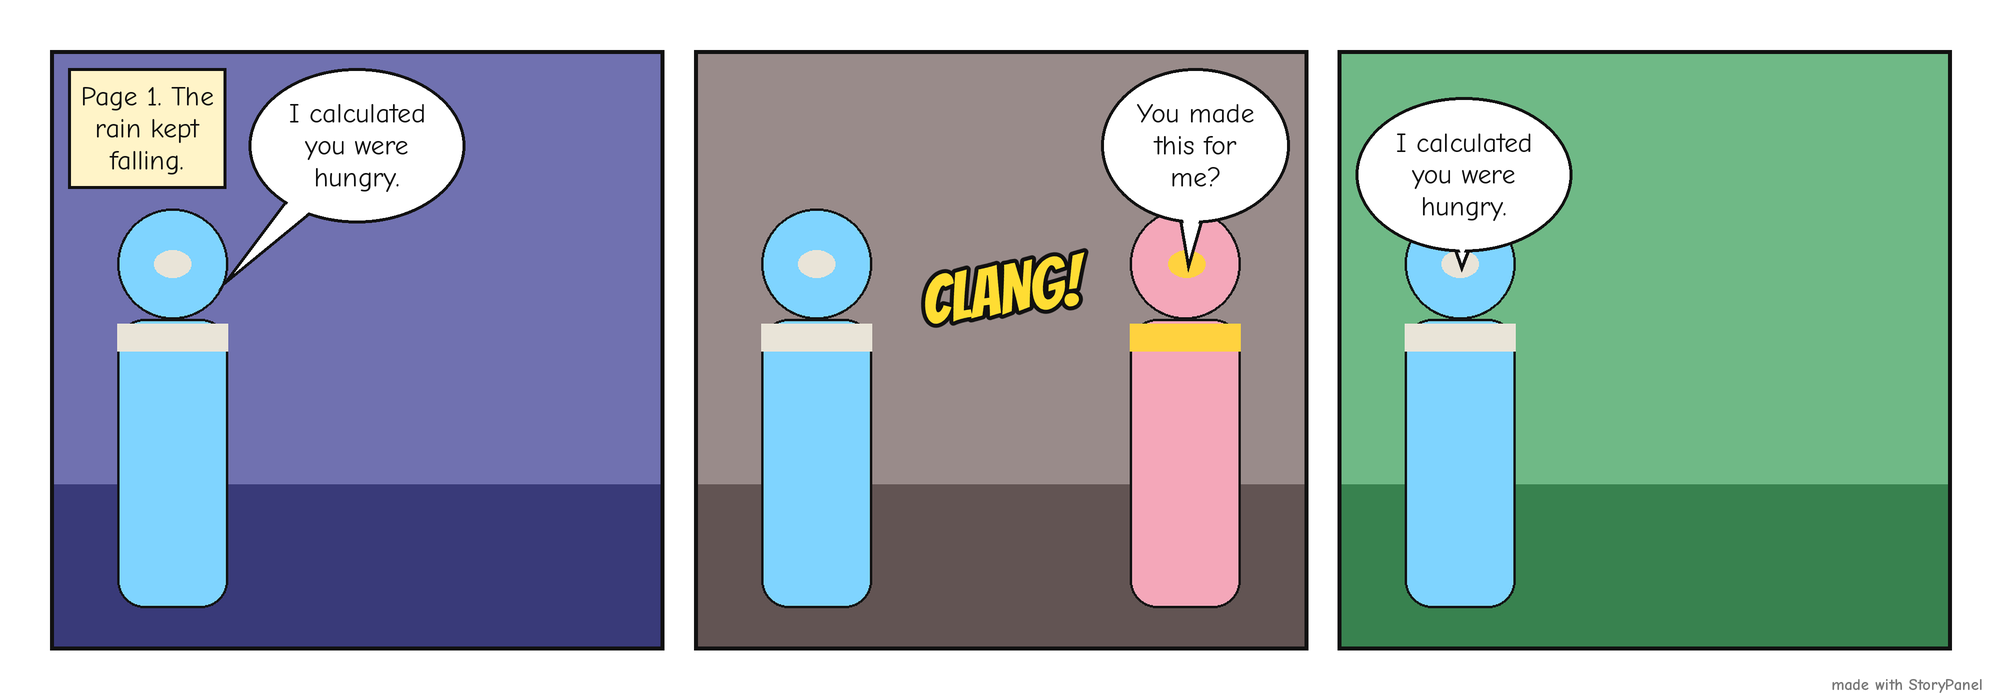 Page 1. The
rain kept
falling.
I calculated
you were
hungry.
CLANG!
You made
this for
me?
I calculated
you were
hungry.
made with StoryPanel